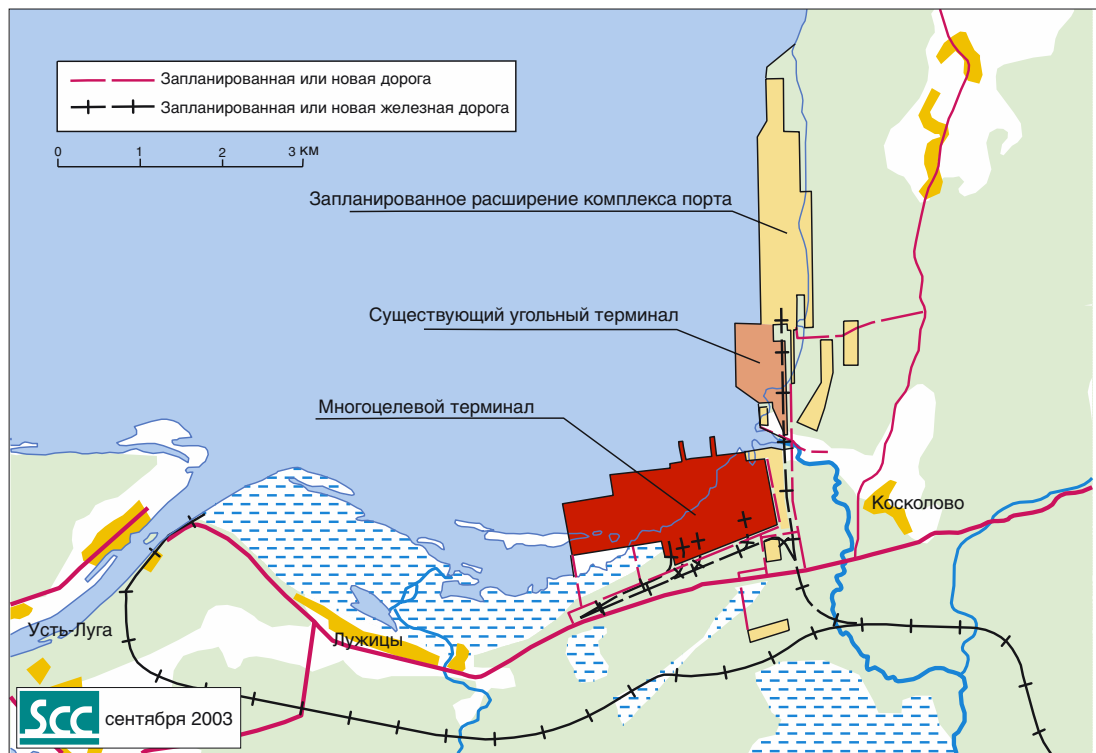 Запланированная или новая дорога
Запланированная или новая железная дорога
0 1 2 3 км
Запланированное расширение комплекса порта
Существующий угольный терминал
Многоцелевой терминал
Косколово
Усть-Луга
Лужицы
Scc сентября 2003